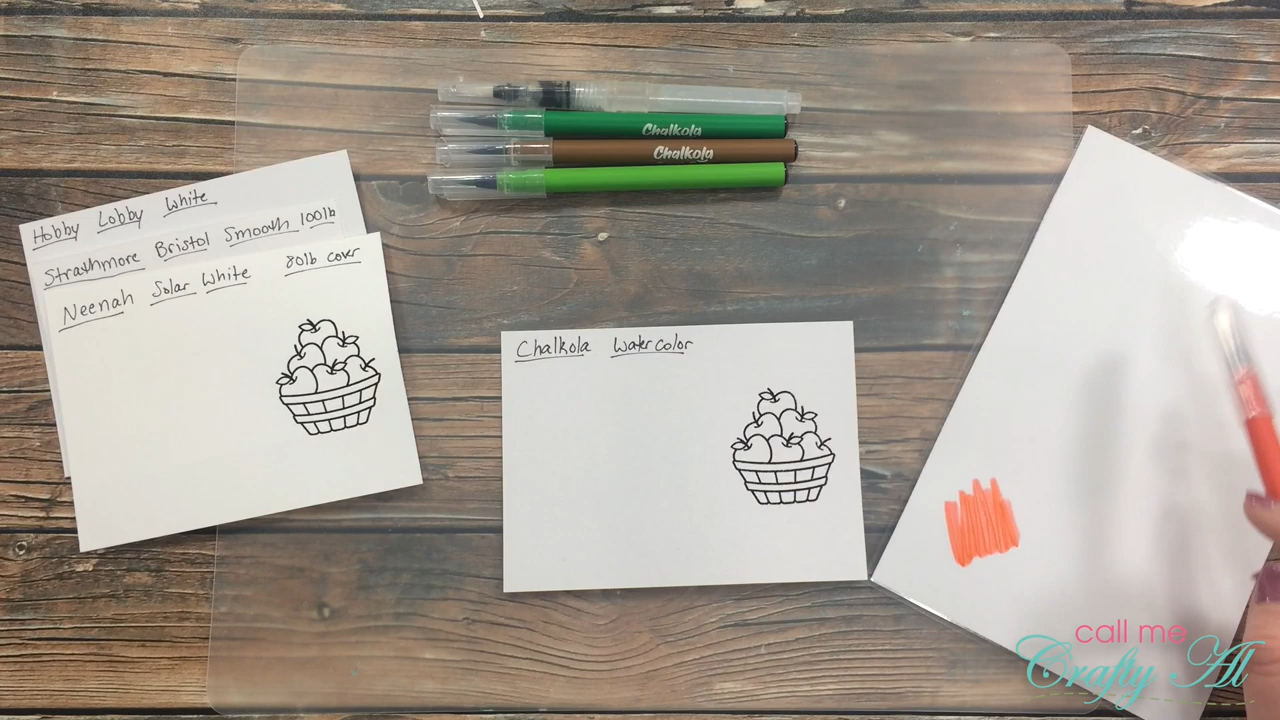 Chalkola
Chalkola
Hobby Lobby White
Strathmore Bristol Smooth 100lb
Neenah Solar White 80lb cover
Chalkola Watercolor
call me
Crafty Al